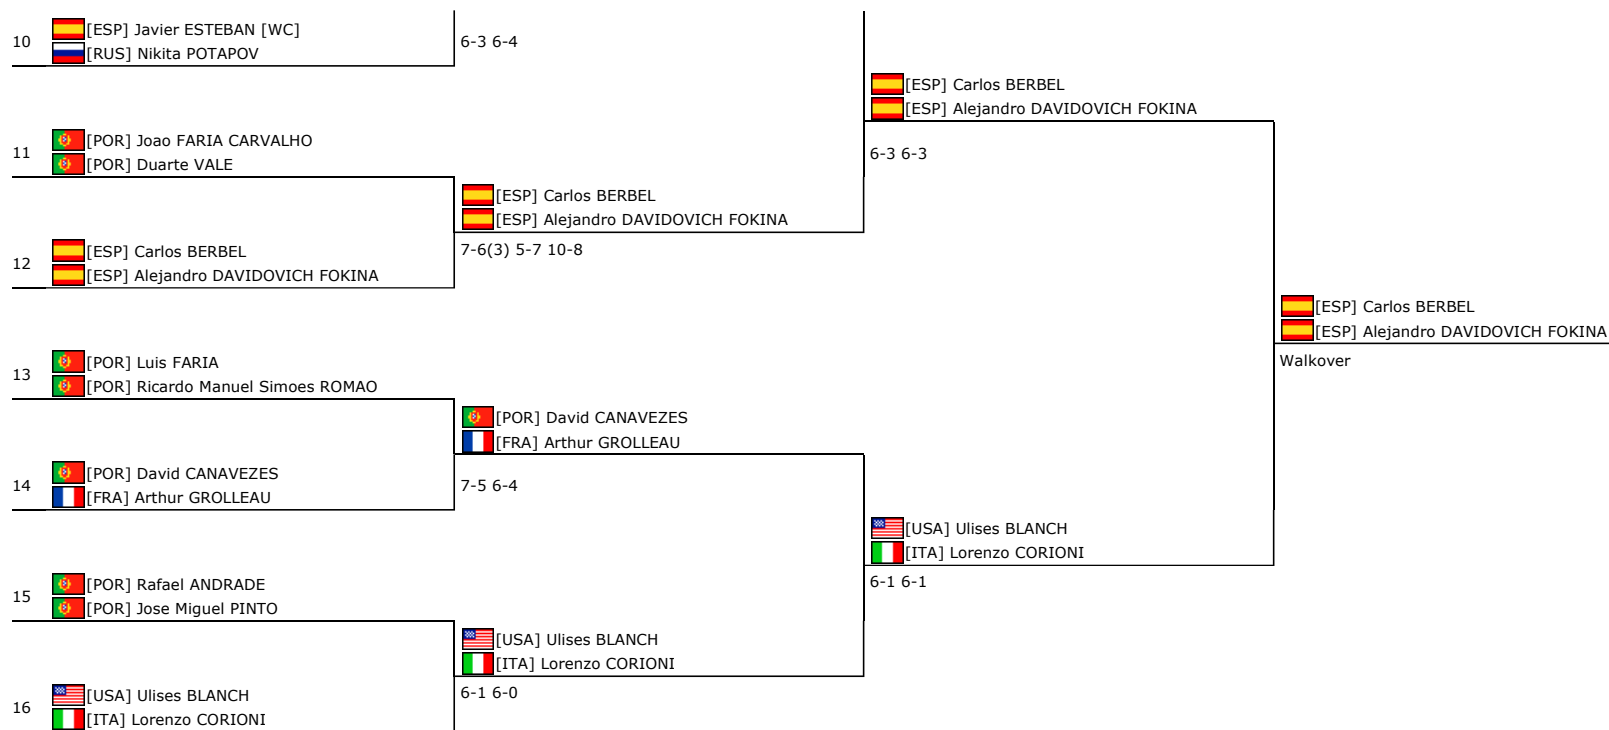 10
[ESP] Javier ESTEBAN [WC]
[RUS] Nikita POTAPOV
6-3 6-4
[ESP] Carlos BERBEL
[ESP] Alejandro DAVIDOVICH FOKINA
6-3 6-3
11
[POR] Joao FARIA CARVALHO
[POR] Duarte VALE
[ESP] Carlos BERBEL
[ESP] Alejandro DAVIDOVICH FOKINA
7-6(3) 5-7 10-8
12
[ESP] Carlos BERBEL
[ESP] Alejandro DAVIDOVICH FOKINA
[ESP] Carlos BERBEL
[ESP] Alejandro DAVIDOVICH FOKINA
Walkover
13
[POR] Luis FARIA
[POR] Ricardo Manuel Simoes ROMAO
[POR] David CANAVEZES
[FRA] Arthur GROLLEAU
7-5 6-4
14
[POR] David CANAVEZES
[FRA] Arthur GROLLEAU
[USA] Ulises BLANCH
[ITA] Lorenzo CORIONI
6-1 6-1
15
[POR] Rafael ANDRADE
[POR] Jose Miguel PINTO
[USA] Ulises BLANCH
[ITA] Lorenzo CORIONI
6-1 6-0
16
[USA] Ulises BLANCH
[ITA] Lorenzo CORIONI